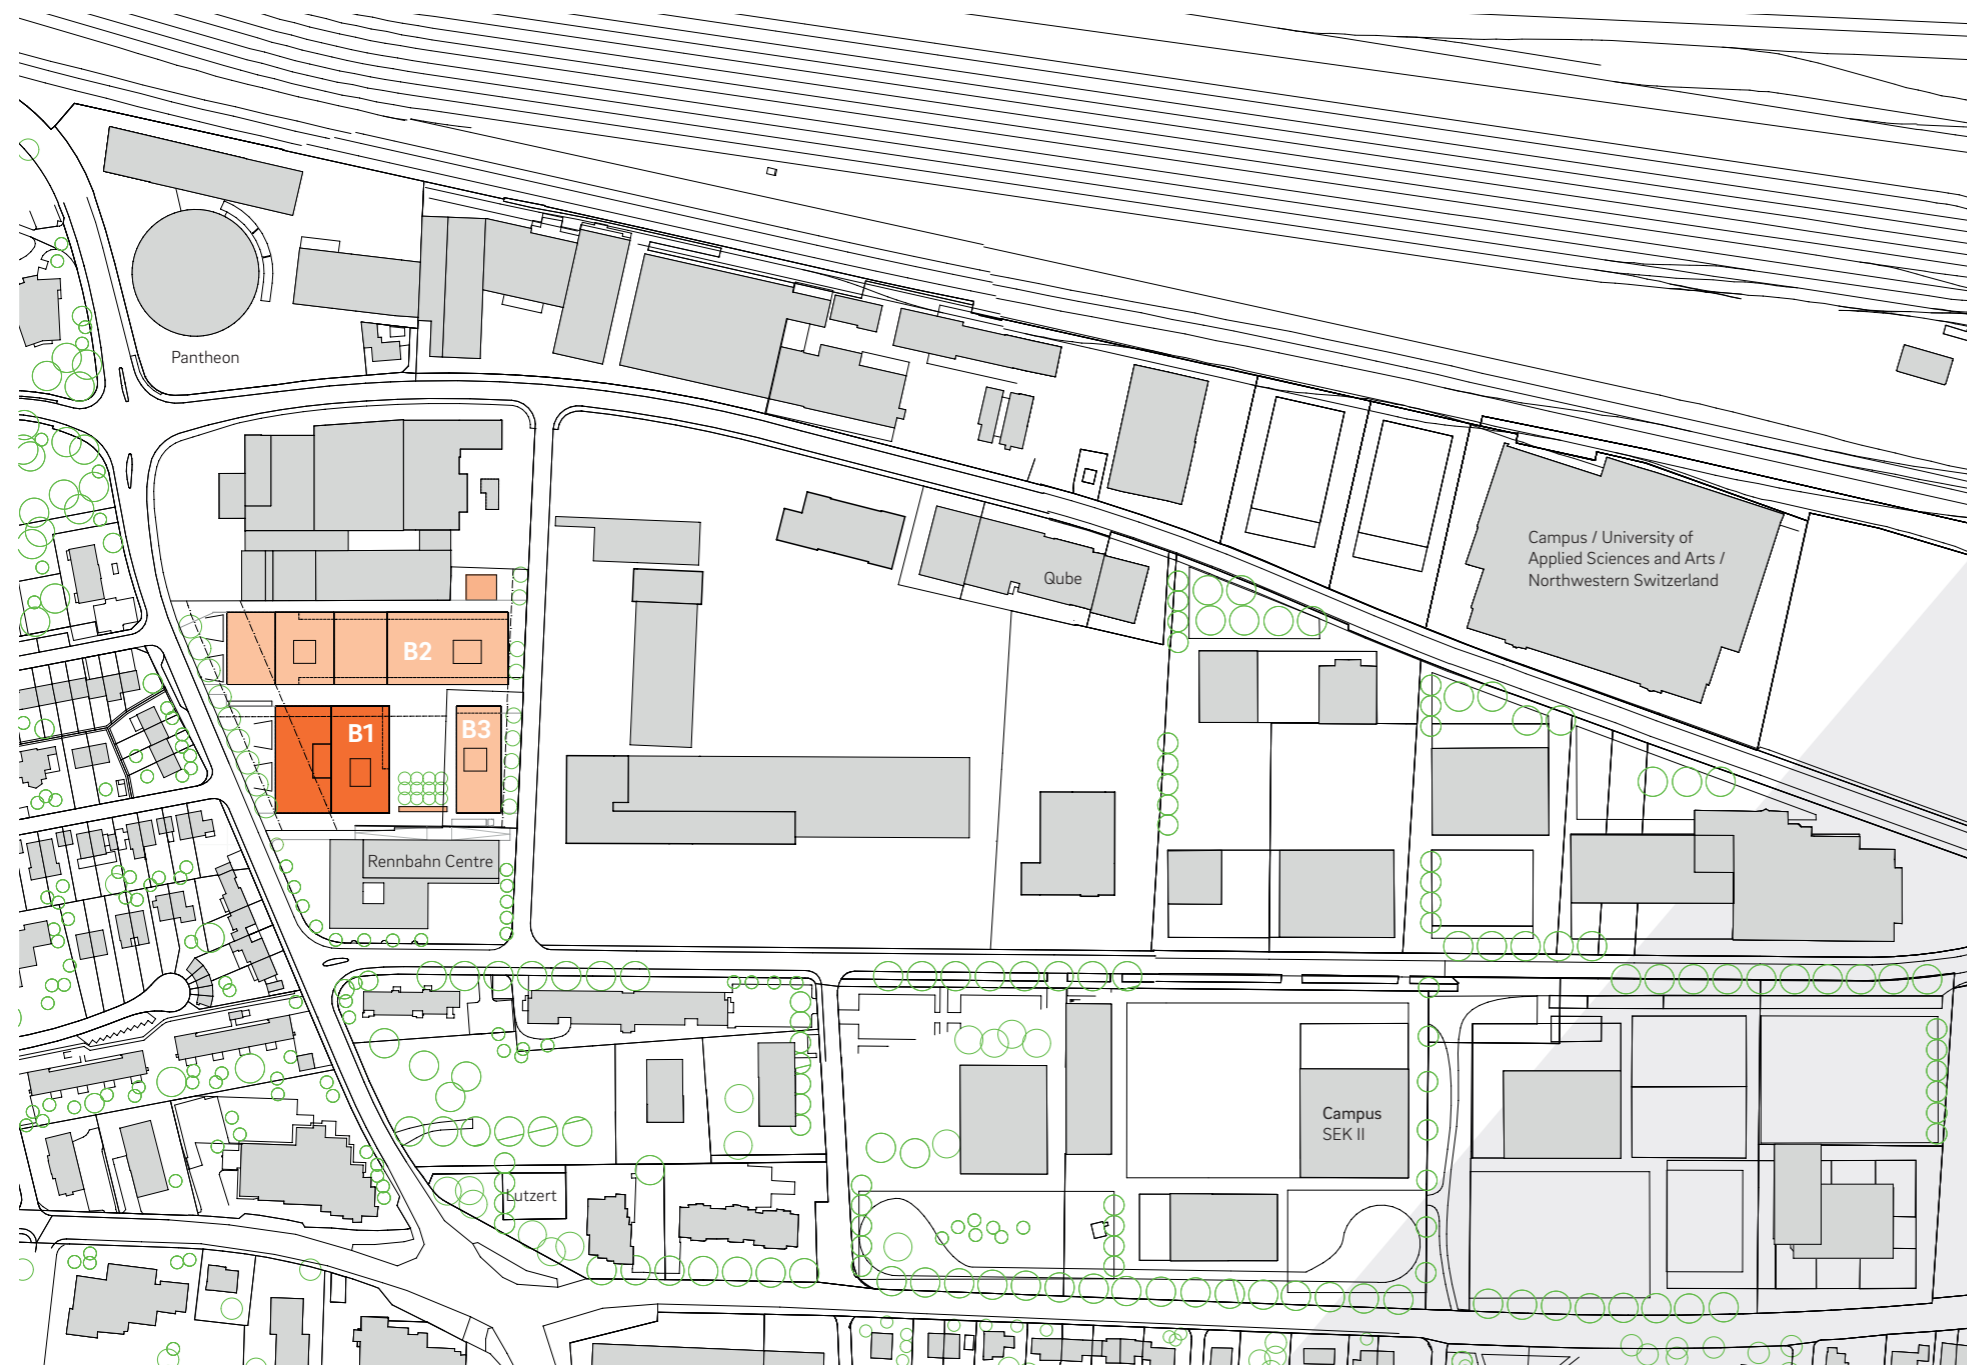 Pantheon
Campus / University of
Applied Sciences and Arts /
Northwestern Switzerland
Qube
B2
B1
B3
Rennbahn Centre
Campus
SEK II
Lutzert